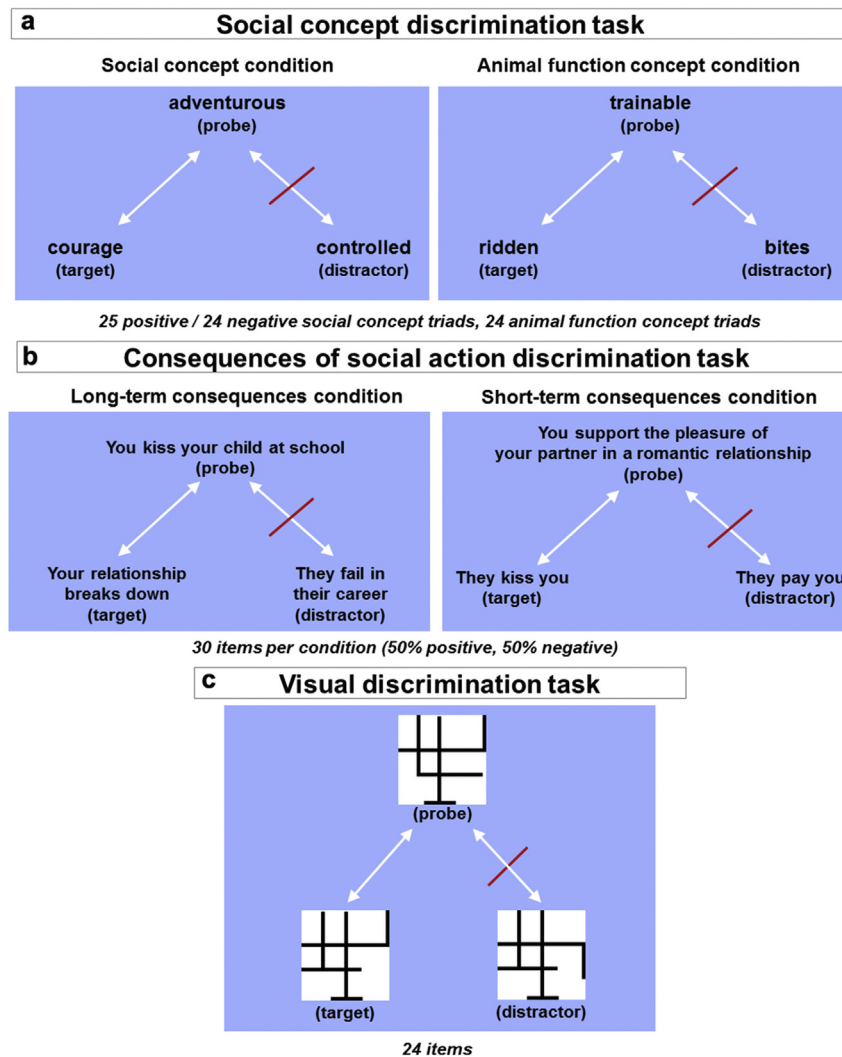 a
Social concept discrimination task
Social concept condition
Animal function concept condition
adventurous
(probe)
trainable
(probe)
courage
(target)
controlled
(distractor)
ridden
(target)
bites
(distractor)
25 positive / 24 negative social concept triads, 24 animal function concept triads
b
Consequences of social action discrimination task
Long-term consequences condition
Short-term consequences condition
You kiss your child at school
(probe)
You support the pleasure of
your partner in a romantic relationship
(probe)
Your relationship
breaks down
(target)
They fail in
their career
(distractor)
They kiss you
(target)
They pay you
(distractor)
30 items per condition (50% positive, 50% negative)
c
Visual discrimination task
(probe)
(target)
(distractor)
24 items